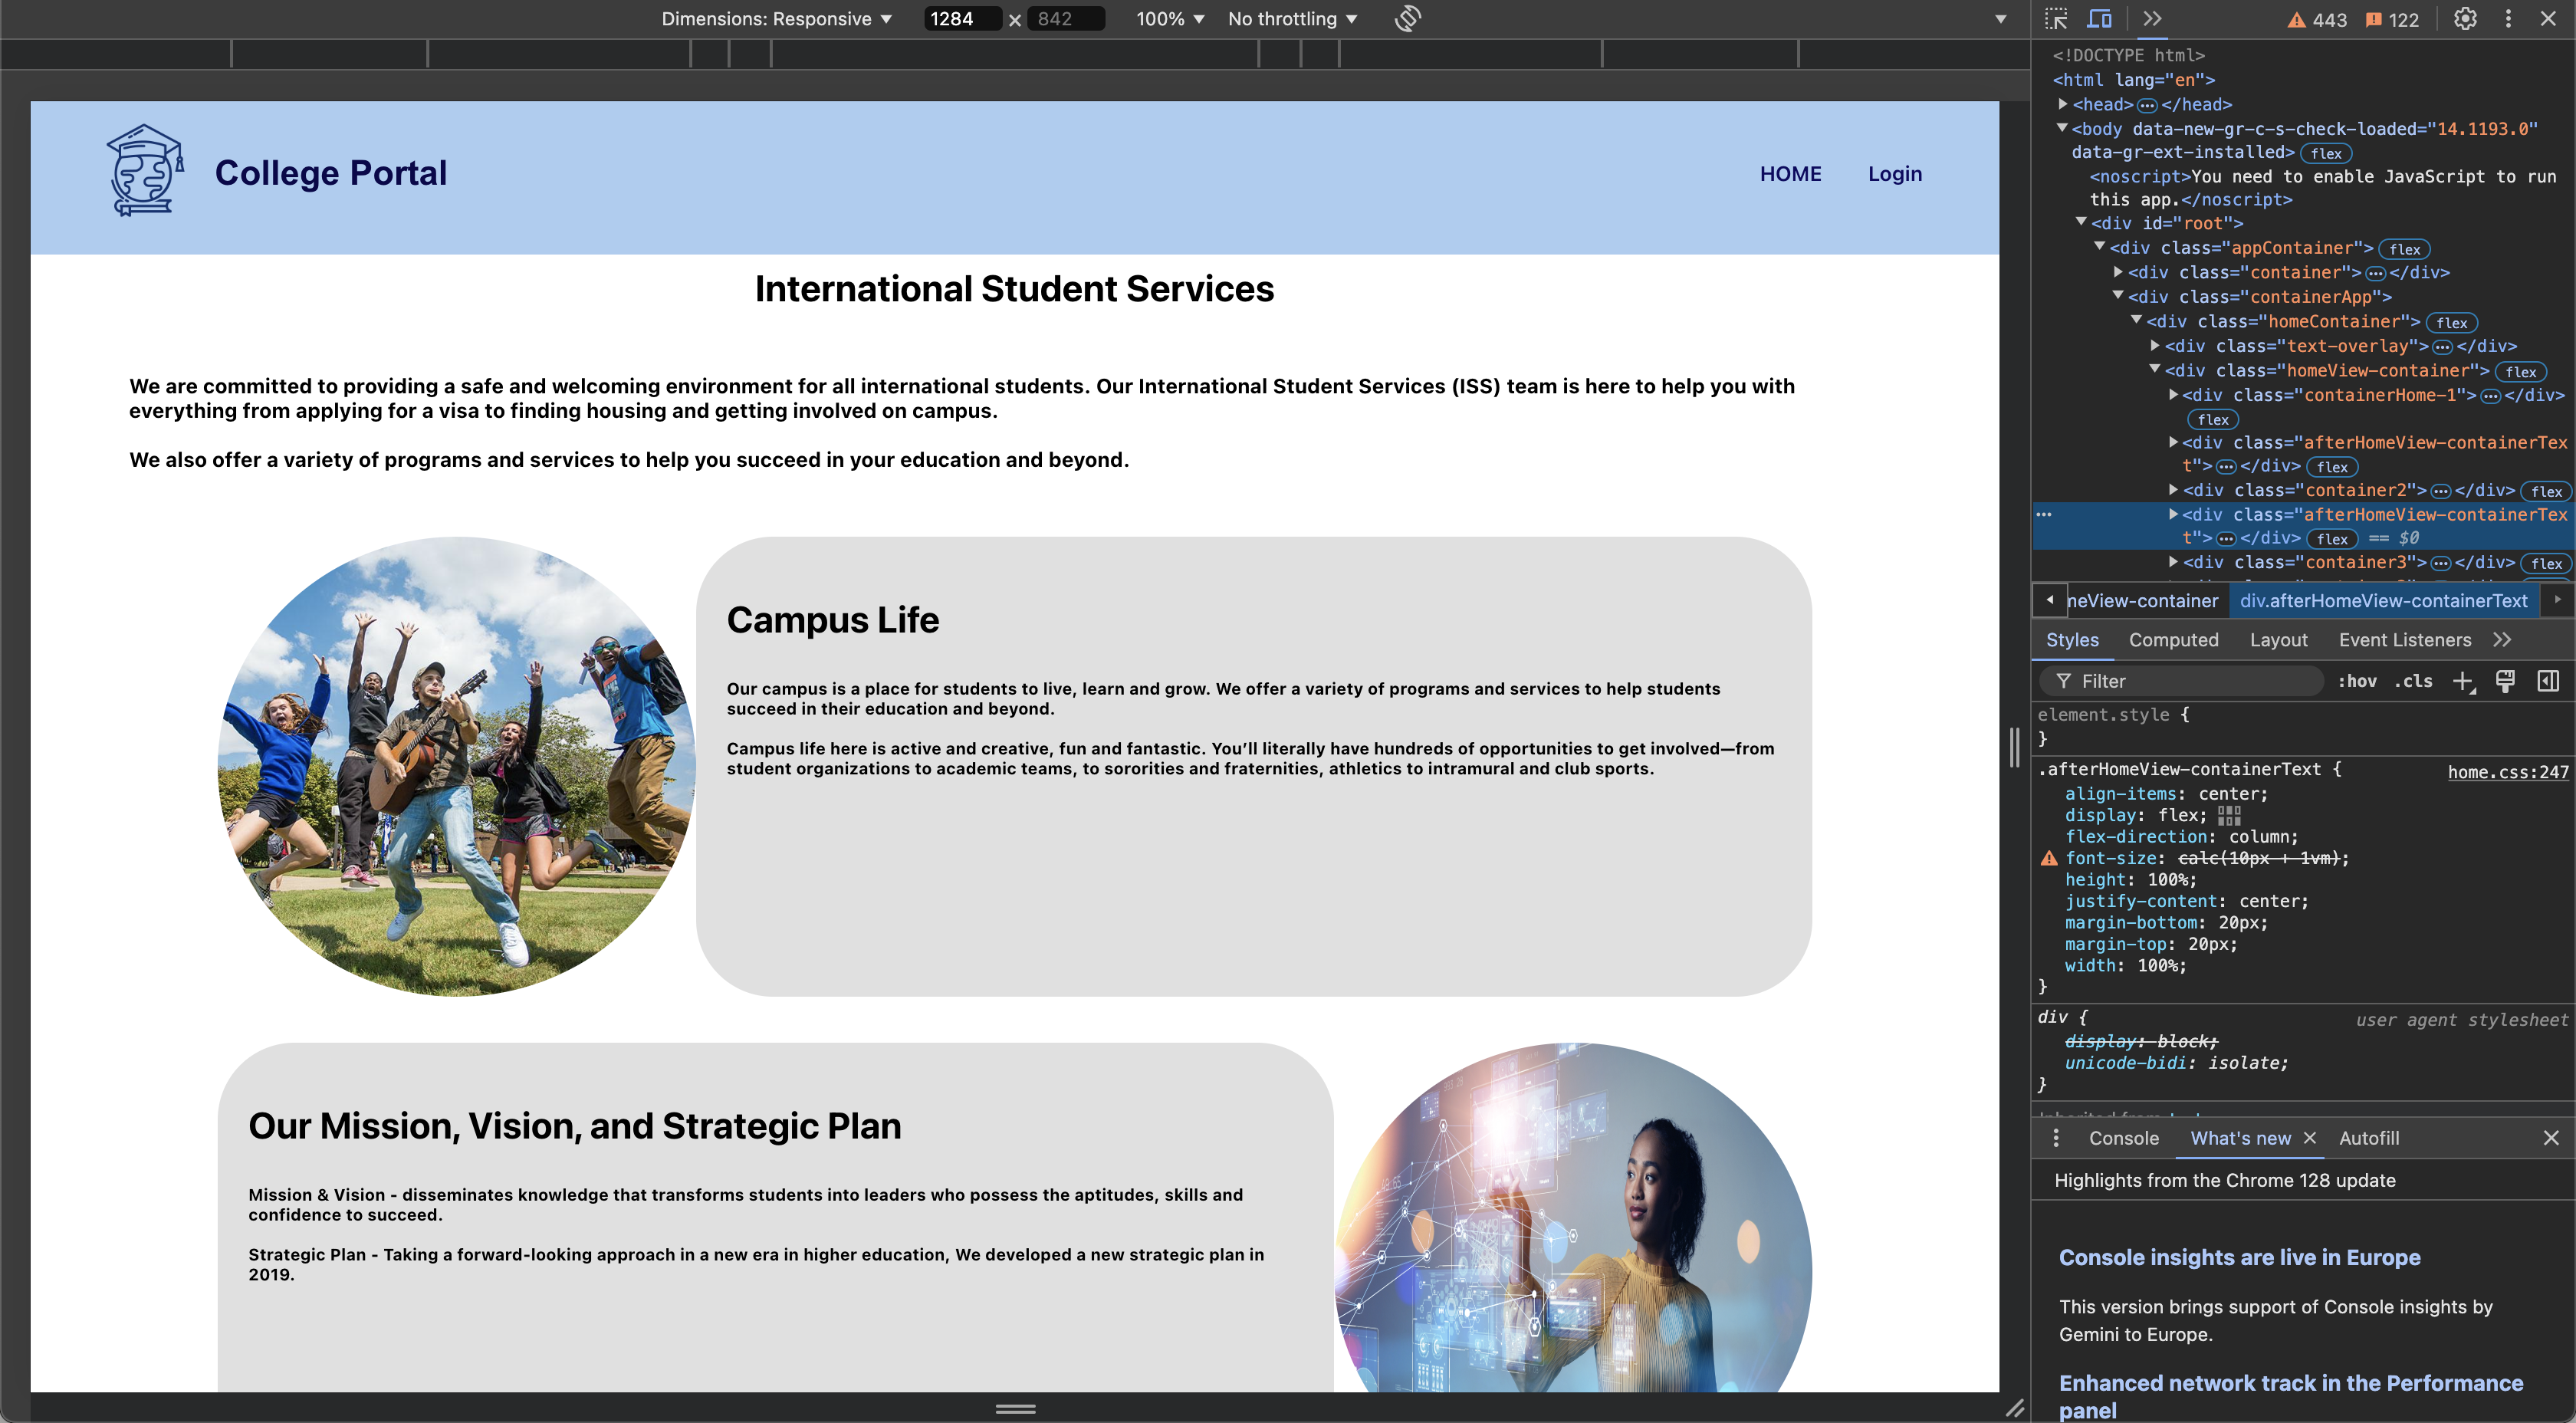 Dimensions: Responsive ▼ 1284 × 842 100% ▼ No throttling ▼
443 122
College Portal
HOME Login
International Student Services
We are committed to providing a safe and welcoming environment for all international students. Our International Student Services (ISS) team is here to help you with
everything from applying for a visa to finding housing and getting involved on campus.
We also offer a variety of programs and services to help you succeed in your education and beyond.
Campus Life
Our campus is a place for students to live, learn and grow. We offer a variety of programs and services to help students
succeed in their education and beyond.
Campus life here is active and creative, fun and fantastic. You’ll literally have hundreds of opportunities to get involved—from
student organizations to academic teams, to sororities and fraternities, athletics to intramural and club sports.
Our Mission, Vision, and Strategic Plan
Mission & Vision - disseminates knowledge that transforms students into leaders who possess the aptitudes, skills and
confidence to succeed.
Strategic Plan - Taking a forward-looking approach in a new era in higher education, We developed a new strategic plan in
2019.
<!DOCTYPE html>
<html lang="en">
<head>…</head>
<body data-new-gr-c-s-check-loaded="14.1193.0"
data-gr-ext-installed> flex
<noscript>You need to enable JavaScript to run
this app.</noscript>
<div id="root">
<div class="appContainer"> flex
<div class="container">…</div>
<div class="containerApp">
<div class="homeContainer"> flex
<div class="text-overlay">…</div>
<div class="homeView-container"> flex
<div class="containerHome-1">…</div>
flex
<div class="afterHomeView-containerTex
t">…</div> flex
<div class="container2">…</div> flex
<div class="afterHomeView-containerTex
t">…</div> flex == $0
<div class="container3">…</div> flex
meView-container div.afterHomeView-containerText
Styles Computed Layout Event Listeners
Filter :hov .cls
element.style {
}
.afterHomeView-containerText { home.css:247
align-items: center;
display: flex;
flex-direction: column;
font-size: calc(10px + 1vm);
height: 100%;
justify-content: center;
margin-bottom: 20px;
margin-top: 20px;
width: 100%;
}
div { user agent stylesheet
display: block;
unicode-bidi: isolate;
}
Console What's new × Autofill
Highlights from the Chrome 128 update
Console insights are live in Europe
This version brings support of Console insights by
Gemini to Europe.
Enhanced network track in the Performance
panel